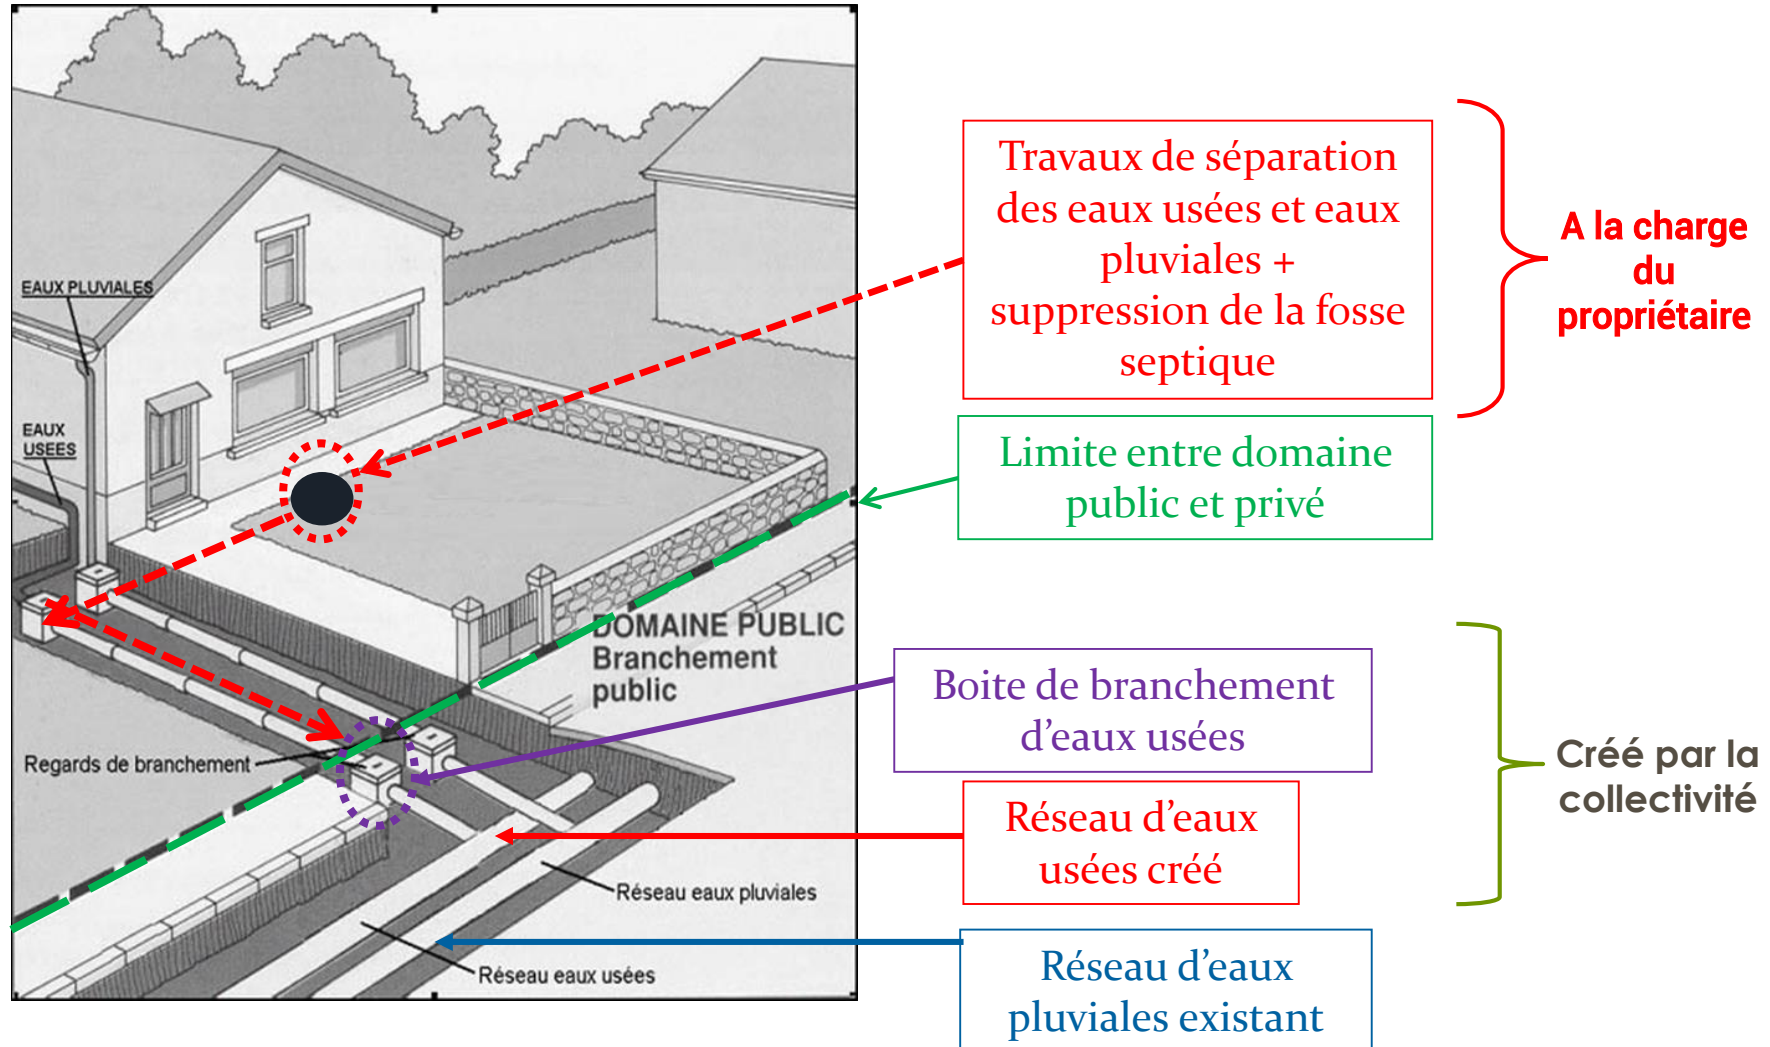 EAUX PLUVIALES
EAUX
USEES
DOMAINE PUBLIC
Branchement
public
Regards de branchement
Réseau eaux pluviales
Réseau eaux usées
Travaux de séparation
des eaux usées et eaux
pluviales +
suppression de la fosse
septique
A la charge
du
propriétaire
Limite entre domaine
public et privé
Boite de branchement
d’eaux usées
Réseau d’eaux
usées créé
Créé par la
collectivité
Réseau d’eaux
pluviales existant